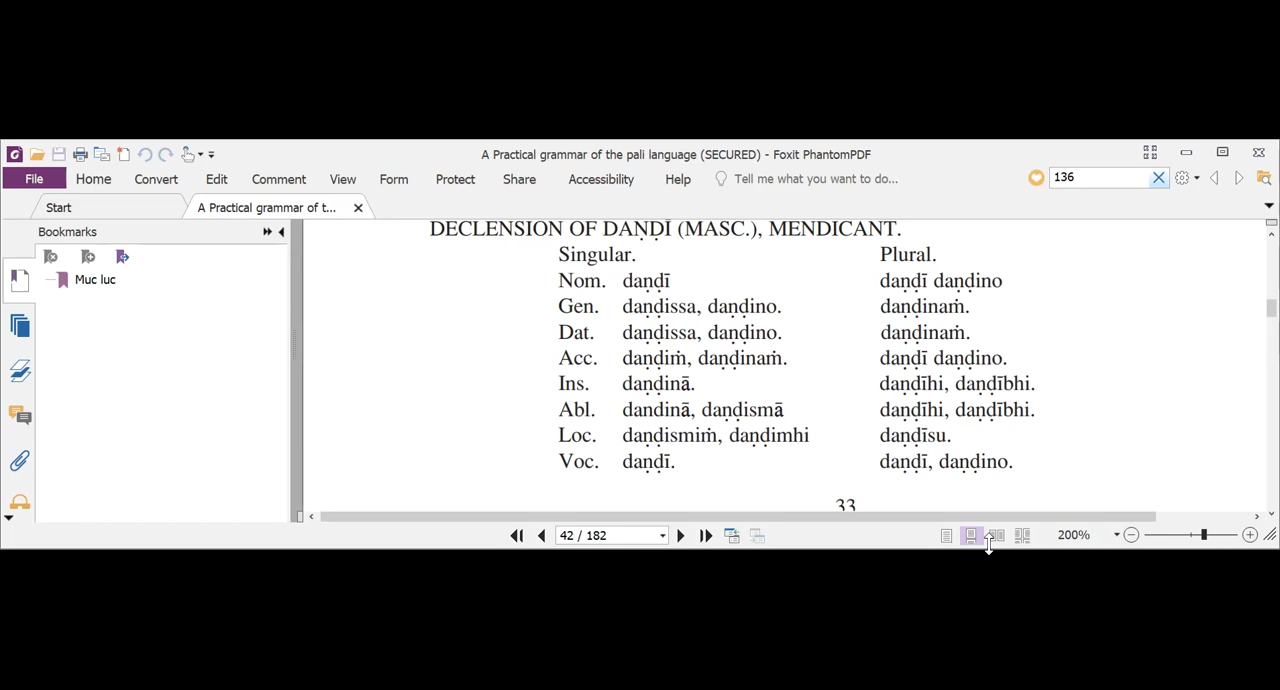 A Practical grammar of the pali language (SECURED) - Foxit PhantomPDF
File Home Convert Edit Comment View Form Protect Share Accessibility Help Tell me what you want to do... 136
Start A Practical grammar of t...
Bookmarks
Muc luc
DECLENSION OF DAṆḌĪ (MASC.), MENDICANT.
Singular. Plural.
Nom. daṇḍī daṇḍī daṇḍino
Gen. daṇḍissa, daṇḍino. daṇḍinaṁ.
Dat. daṇḍissa, daṇḍino. daṇḍinaṁ.
Acc. daṇḍiṁ, daṇḍinaṁ. daṇḍī daṇḍino.
Ins. daṇḍinā. daṇḍīhi, daṇḍībhi.
Abl. dandinā, daṇḍismā daṇḍīhi, daṇḍībhi.
Loc. daṇḍismiṁ, daṇḍimhi daṇḍīsu.
Voc. daṇḍī. daṇḍī, daṇḍino.
33
42 / 182 200%